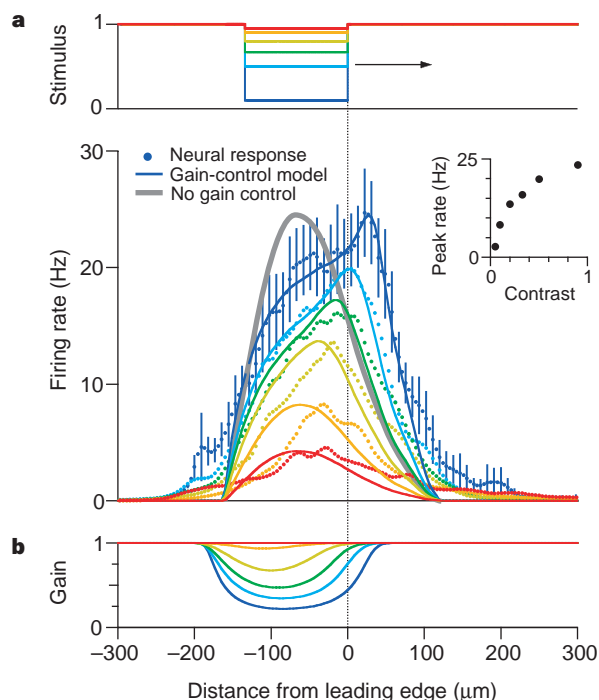 a
1
Stimulus
0
30
Neural response
Gain-control model
No gain control
20
Firing rate (Hz)
10
0
25
Peak rate (Hz)
0
0
1
Contrast
b
1
Gain
0
–300
–200
–100
0
100
200
300
Distance from leading edge (μm)